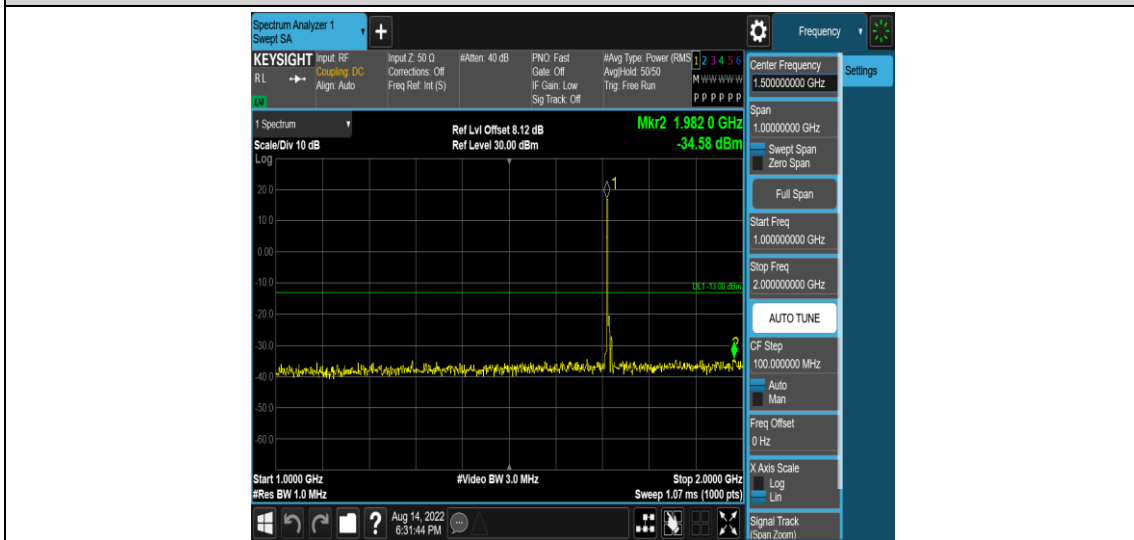 Spectrum Analyzer 1
Swept SA
+
Frequency
KEYSIGHT
RL
Input: RF
Coupling: DC
Align: Auto
Input Z: 50 Ω
Corrections: Off
Freq Ref: Int (S)
#Atten: 40 dB
PNO: Fast
Gate: Off
IF Gain: Low
Sig Track: Off
#Avg Type: Power (RMS
Avg|Hold: 50/50
Trig: Free Run
1 2 3 4 5 6
M W W W W W
P P P P P P
1 Spectrum
Scale/Div 10 dB
Ref Lvl Offset 8.12 dB
Ref Level 30.00 dBm
Mkr2 1.982 0 GHz
-34.58 dBm
Log
20.0
10.0
0.00
-10.0
-20.0
-30.0
-40.0
-50.0
-60.0
1
DL1 -13.00 dBm
2
Start 1.0000 GHz
#Res BW 1.0 MHz
#Video BW 3.0 MHz
Stop 2.0000 GHz
Sweep 1.07 ms (1000 pts)
?
Aug 14, 2022
6:31:44 PM
Center Frequency
1.500000000 GHz
Settings
Span
1.00000000 GHz
Swept Span
Zero Span
Full Span
Start Freq
1.000000000 GHz
Stop Freq
2.000000000 GHz
AUTO TUNE
CF Step
100.000000 MHz
Auto
Man
Freq Offset
0 Hz
X Axis Scale
Log
Lin
Signal Track
(Span Zoom)